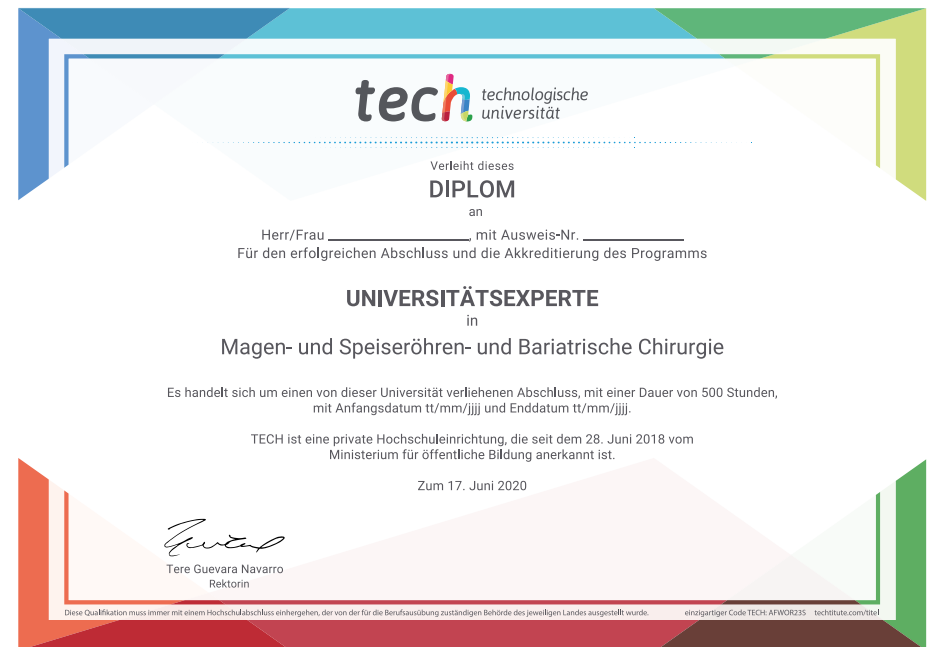 tech technologische
universität
Verleiht dieses
DIPLOM
an
Herr/Frau ____________________, mit Ausweis-Nr. ______________
Für den erfolgreichen Abschluss und die Akkreditierung des Programms
UNIVERSITÄTSEXPERTE
in
Magen- und Speiseröhren- und Bariatrische Chirurgie
Es handelt sich um einen von dieser Universität verliehenen Abschluss, mit einer Dauer von 500 Stunden,
mit Anfangsdatum tt/mm/jjjj und Enddatum tt/mm/jjjj.
TECH ist eine private Hochschuleinrichtung, die seit dem 28. Juni 2018 vom
Ministerium für öffentliche Bildung anerkannt ist.
Zum 17. Juni 2020
Tere Guevara Navarro
Rektorin
Diese Qualifikation muss immer mit einem Hochschulabschluss einhergehen, der von der für die Berufsausübung zuständigen Behörde des jeweiligen Landes ausgestellt wurde. einzigartiger Code TECH: AFWOR23S techtitute.com/titel